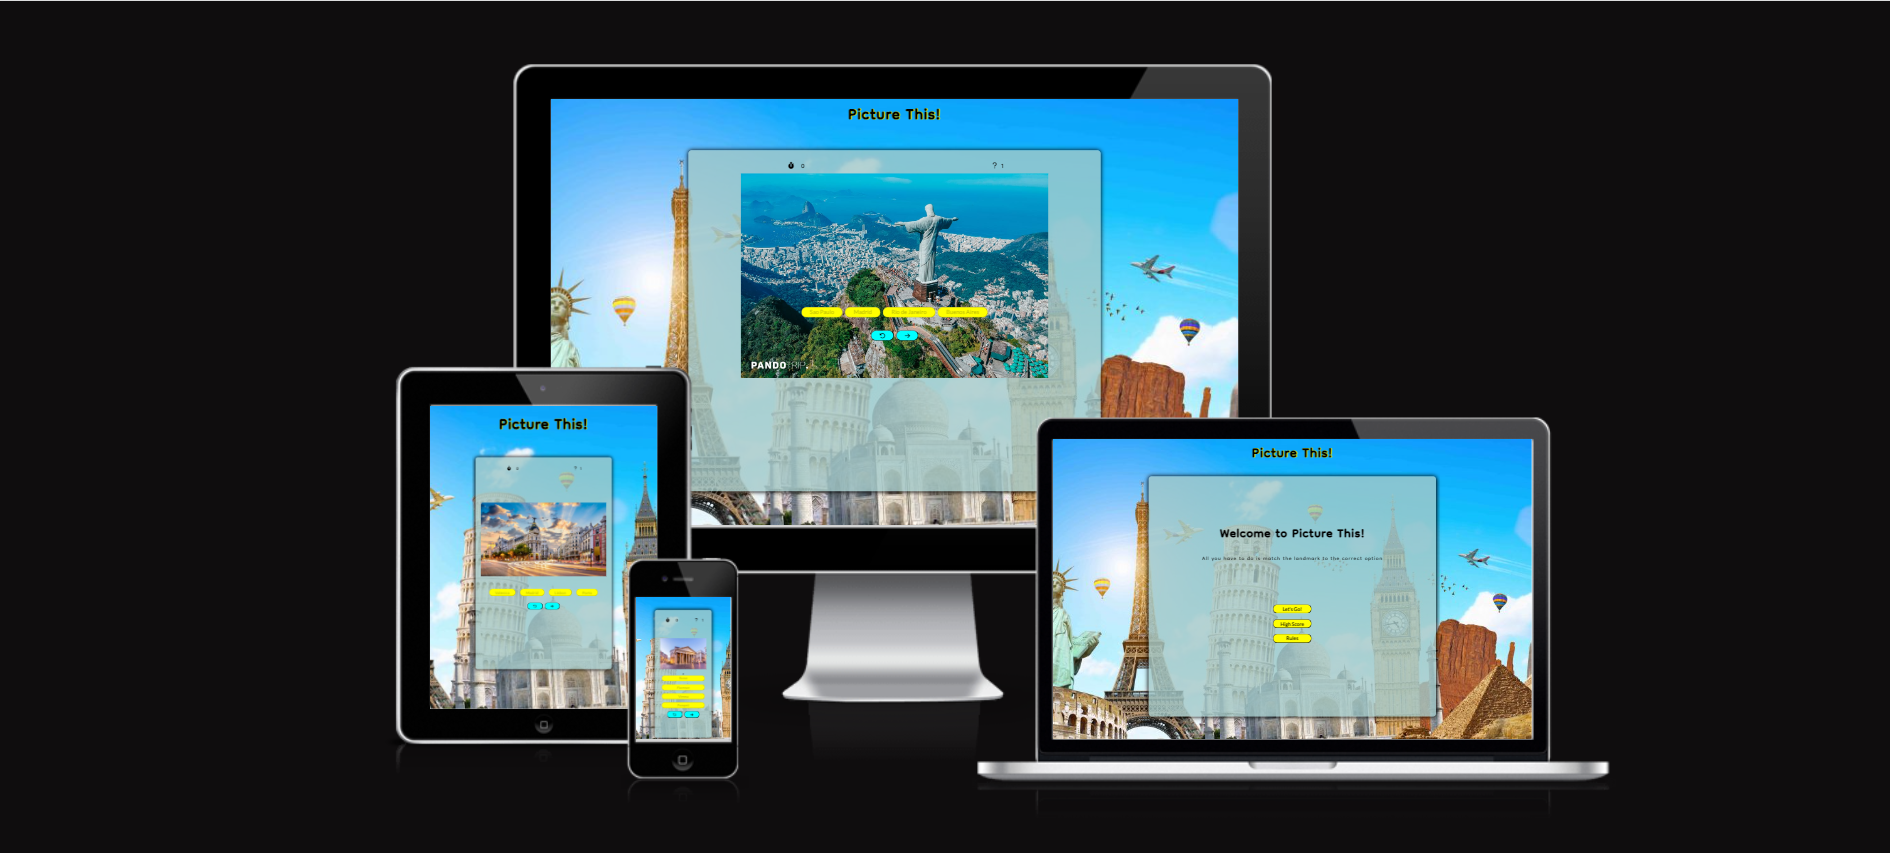 Picture This!
0 ? 1
Sao Paulo Madrid Rio de Janeiro Buenos Aires
PANDOTRIP.
Picture This!
Picture This!
Welcome to Picture This!
All you have to do is match the landmark to the correct option
Let's Go!
High Score
Rules